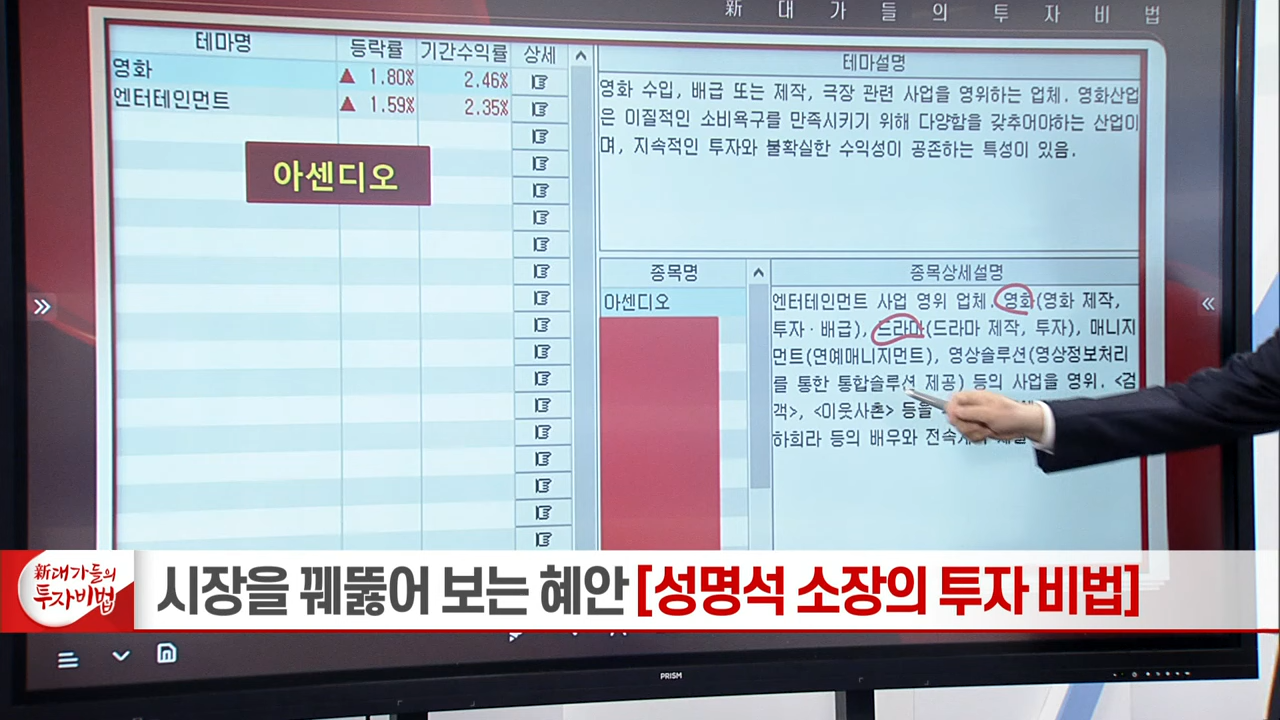 新 대 가 들 의 투 자 비 법
테마명 등락률 기간수익률 상세
영화 ▲ 1.80% 2.46%
엔터테인먼트 ▲ 1.59% 2.35%
아센디오
테마설명
영화 수입, 배급 또는 제작, 극장 관련 사업을 영위하는 업체. 영화산업
은 이질적인 소비욕구를 만족시키기 위해 다양함을 갖추어야하는 산업이
며, 지속적인 투자와 불확실한 수익성이 공존하는 특성이 있음.
종목명
아센디오
종목상세설명
엔터테인먼트 사업 영위 업체. 영화(영화 제작,
투자·배급), 드라마(드라마 제작, 투자), 매니지
먼트(연예매니지먼트), 영상솔루션(영상정보처리
를 통한 통합솔루션 제공) 등의 사업을 영위. <검
객>, <이웃사촌> 등을
하희라 등의 배우와
新대가들의
투자비법
시장을 꿰뚫어 보는 혜안 [성명석 소장의 투자 비법]
PRISM